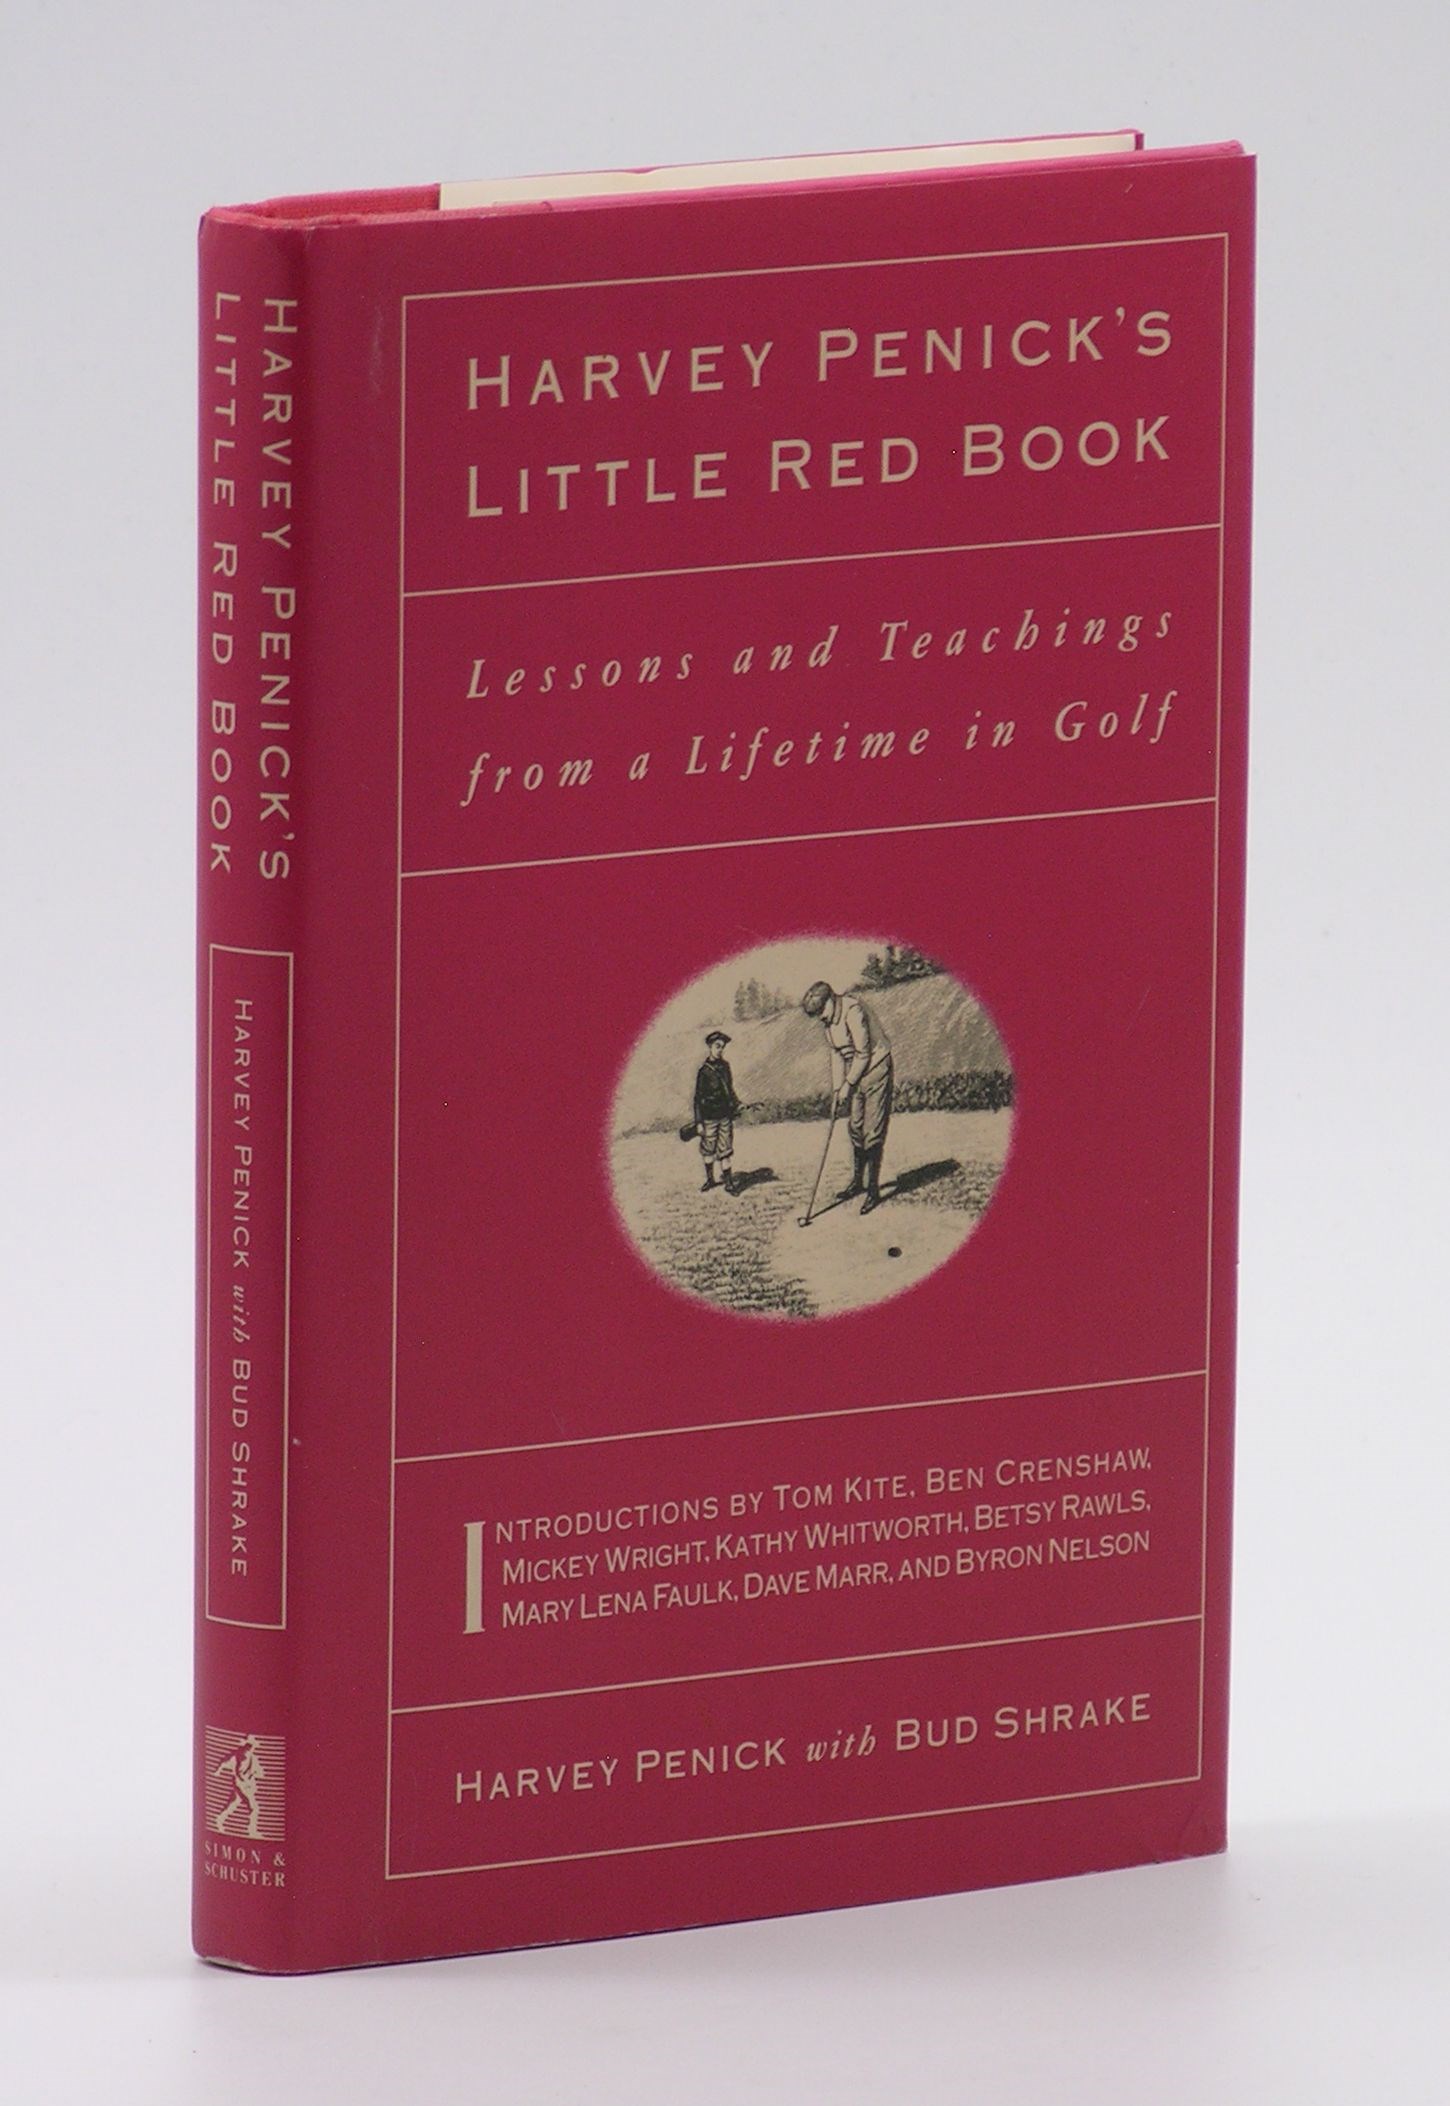 HARVEY PENICK'S
LITTLE RED BOOK
HARVEY PENICK with BUD SHRAKE
SIMON &
SCHUSTER
HARVEY PENICK'S
LITTLE RED BOOK
Lessons and Teachings
from a Lifetime in Golf
INTRODUCTIONS BY TOM KITE, BEN CRENSHAW,
MICKEY WRIGHT, KATHY WHITWORTH, BETSY RAWLS,
MARY LENA FAULK, DAVE MARR, AND BYRON NELSON
HARVEY PENICK with BUD SHRAKE